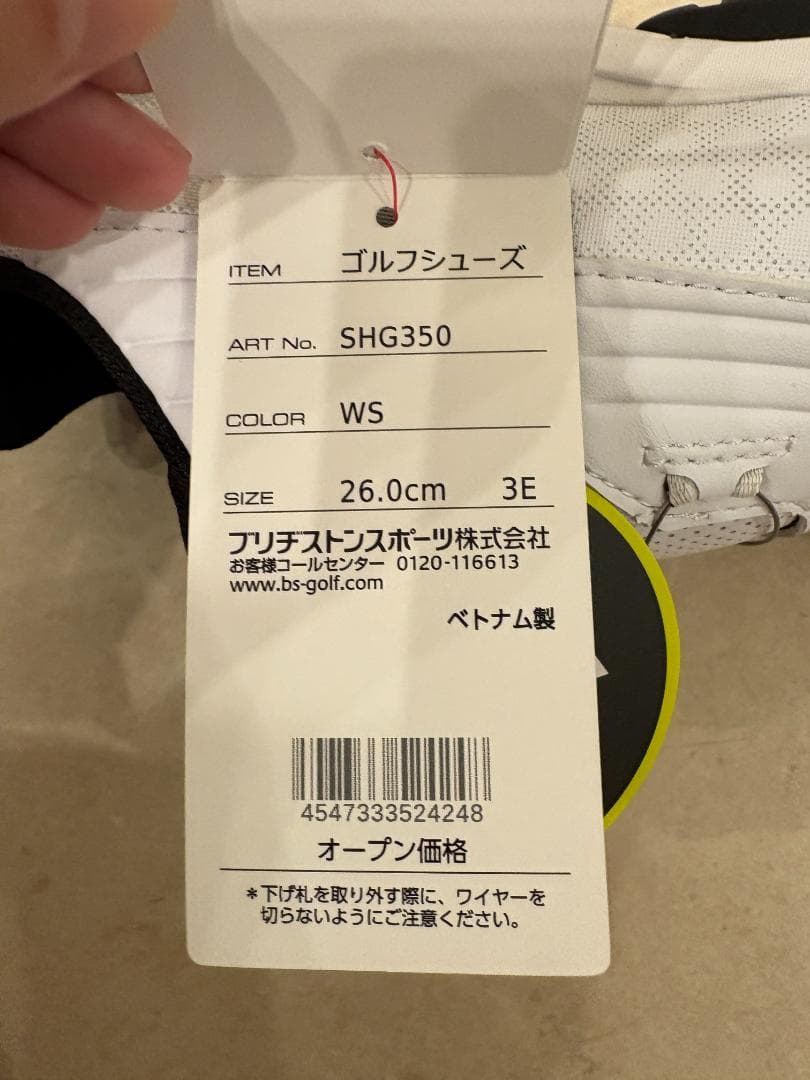 ITEM ゴルフシューズ
ART No. SHG350
COLOR WS
SIZE 26.0cm 3E
ブリヂストンスポーツ株式会社
お客様コールセンター 0120-116613
www.bs-golf.com
ベトナム製
4547333524248
オープン価格
*下げ札を取り外す際に、ワイヤーを
切らないようにご注意ください。